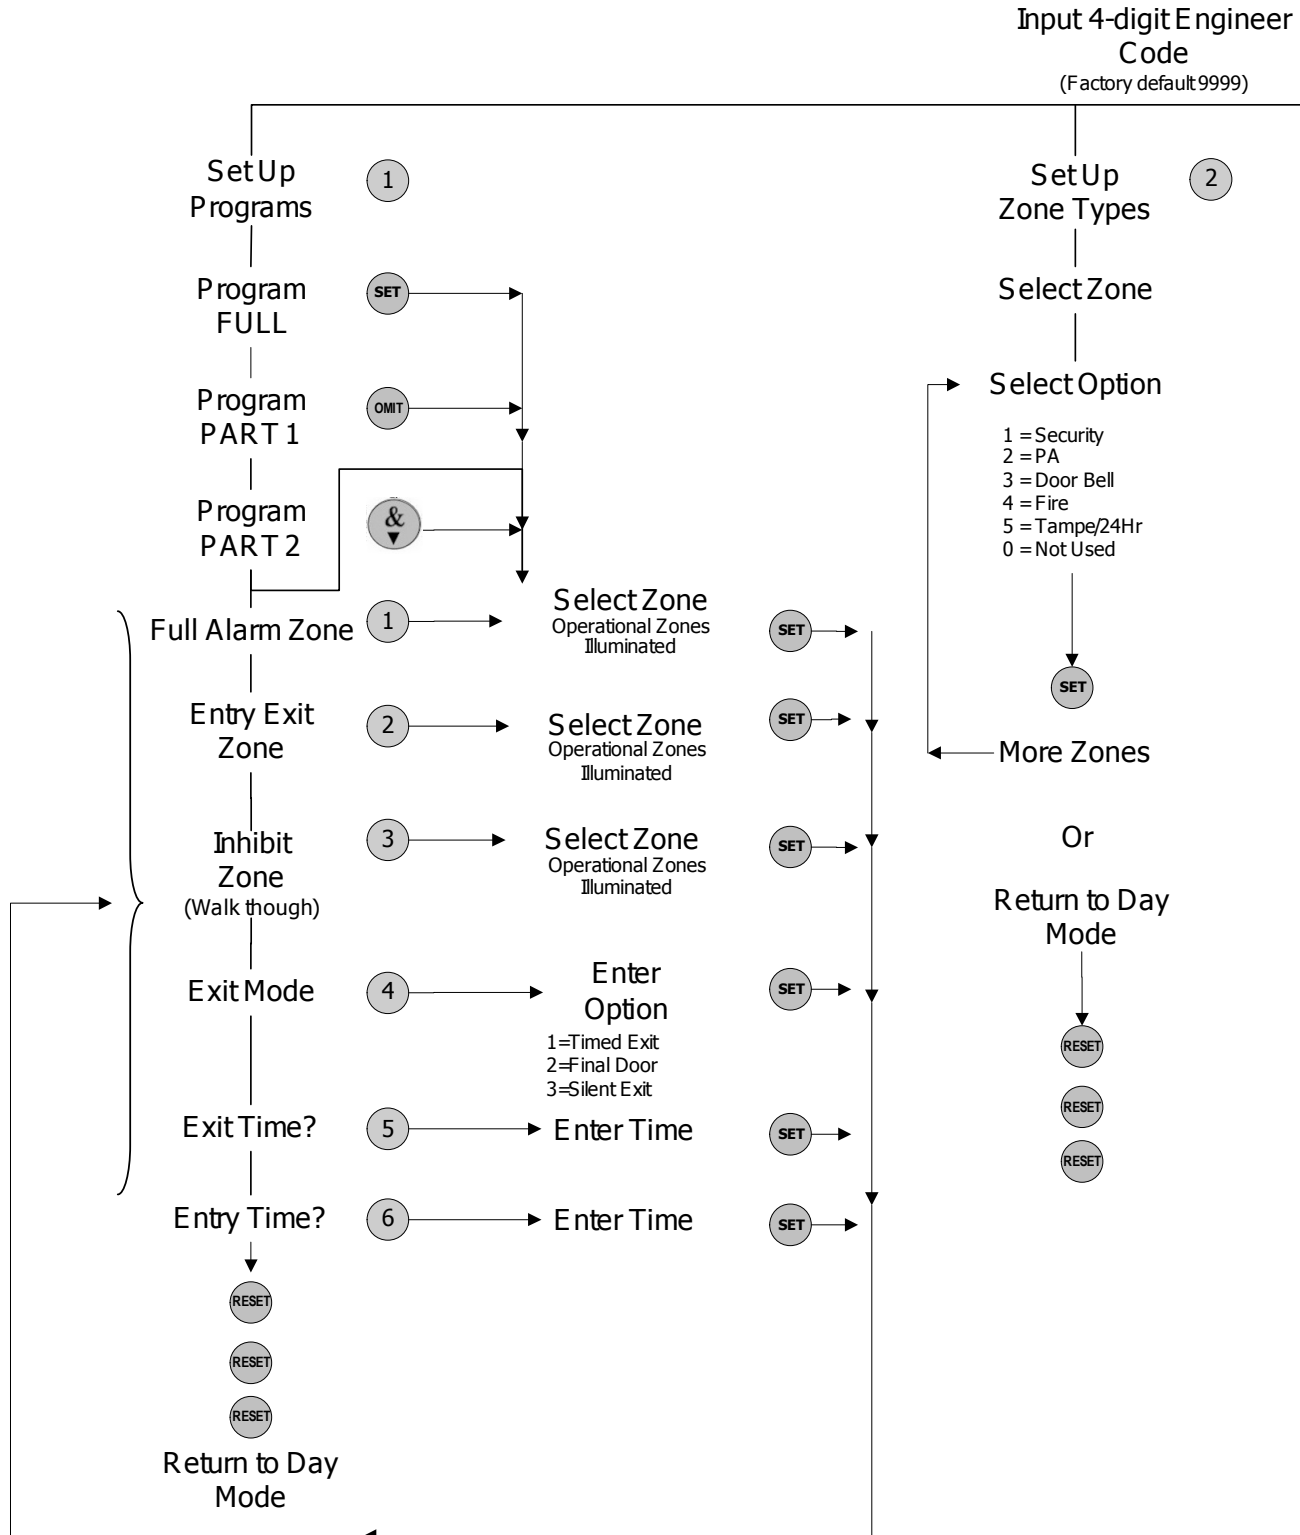 Input 4-digit Engineer
Code
(Factory default 9999)
Set Up
Programs
1
Program
FULL
SET
Program
PART 1
OMIT
Program
PART 2
&
Full Alarm Zone
1
Select Zone
Operational Zones
Illuminated
SET
Entry Exit
Zone
2
Select Zone
Operational Zones
Illuminated
SET
Inhibit
Zone
(Walk though)
3
Select Zone
Operational Zones
Illuminated
SET
Exit Mode
4
Enter
Option
1=Timed Exit
2=Final Door
3=Silent Exit
SET
Exit Time?
5
Enter Time
SET
Entry Time?
6
Enter Time
SET
RESET
RESET
RESET
Return to Day
Mode
Set Up
Zone Types
2
Select Zone
Select Option
1 = Security
2 = PA
3 = Door Bell
4 = Fire
5 = Tampe/24Hr
0 = Not Used
SET
More Zones
Or
Return to Day
Mode
RESET
RESET
RESET